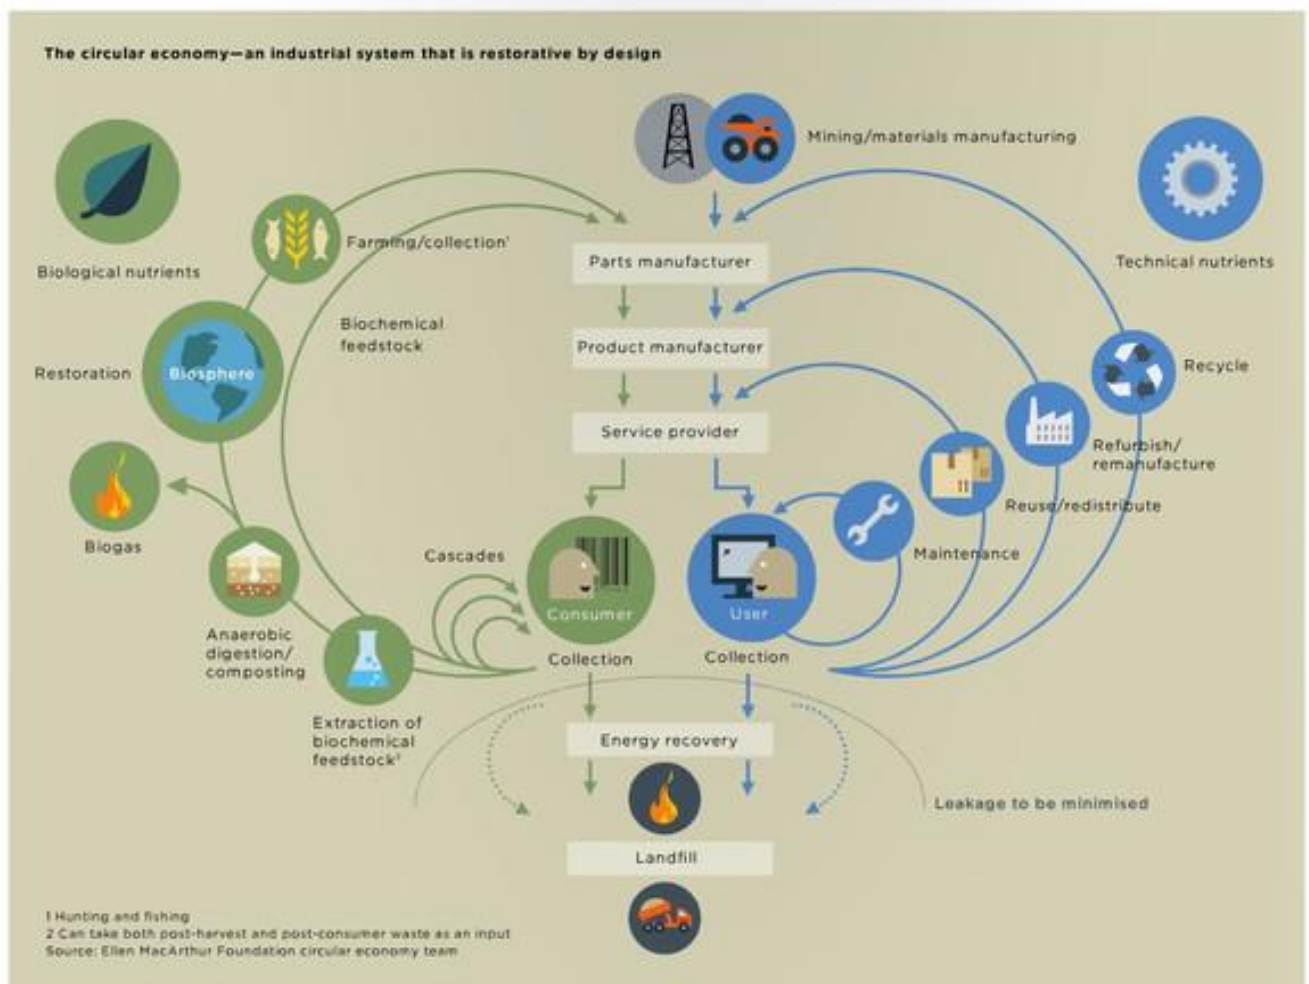 The circular economy—an industrial system that is restorative by design
Mining/materials manufacturing
Biological nutrients
Farming/collection¹
Technical nutrients
Parts manufacturer
Biochemical
feedstock
Product manufacturer
Restoration
Biosphere
Recycle
Service provider
Refurbish/
remanufacture
Reuse/redistribute
Biogas
Cascades
Maintenance
Consumer
User
Anaerobic
digestion/
composting
Collection
Collection
Extraction of
biochemical
feedstock²
Energy recovery
Leakage to be minimised
Landfill
1 Hunting and fishing
2 Can take both post-harvest and post-consumer waste as an input
Source: Ellen MacArthur Foundation circular economy team